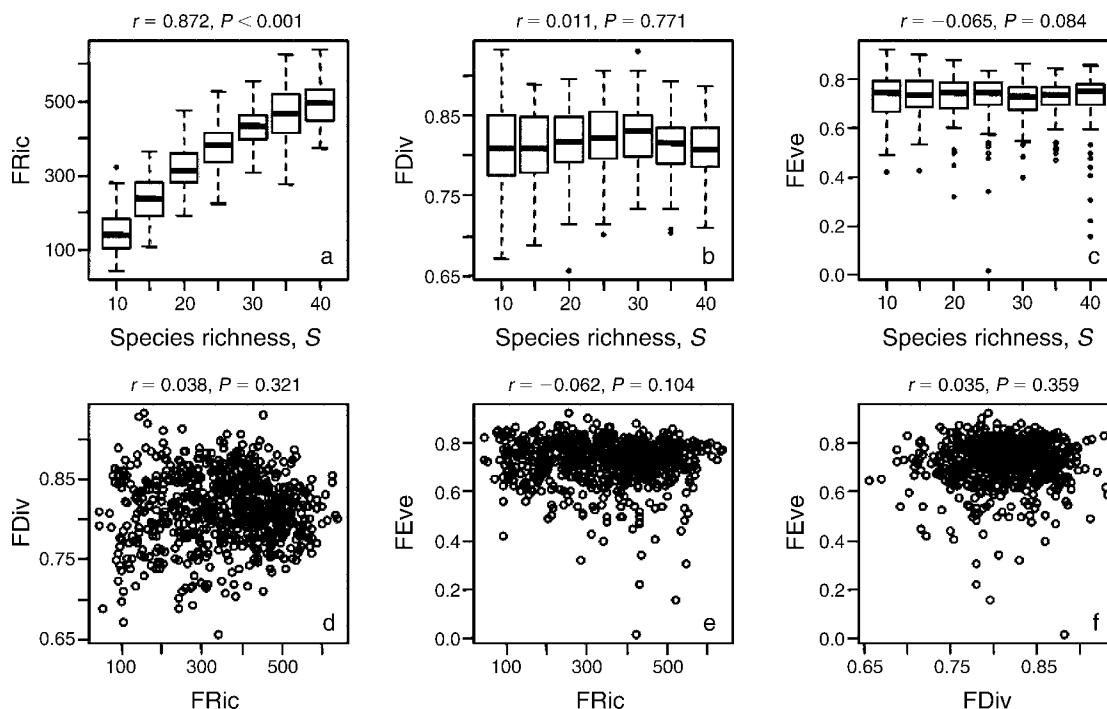 r = 0.872, P < 0.001
FRic
500
300
100
a
10 20 30 40
Species richness, S
r = 0.011, P = 0.771
FDiv
0.85
0.75
0.65
b
10 20 30 40
Species richness, S
r = −0.065, P = 0.084
FEve
0.8
0.6
0.4
0.2
0.0
c
10 20 30 40
Species richness, S
r = 0.038, P = 0.321
FDiv
0.85
0.75
0.65
d
100 300 500
FRic
r = −0.062, P = 0.104
FEve
0.8
0.6
0.4
0.2
0.0
e
100 300 500
FRic
r = 0.035, P = 0.359
FEve
0.8
0.6
0.4
0.2
0.0
f
0.65 0.75 0.85
FDiv